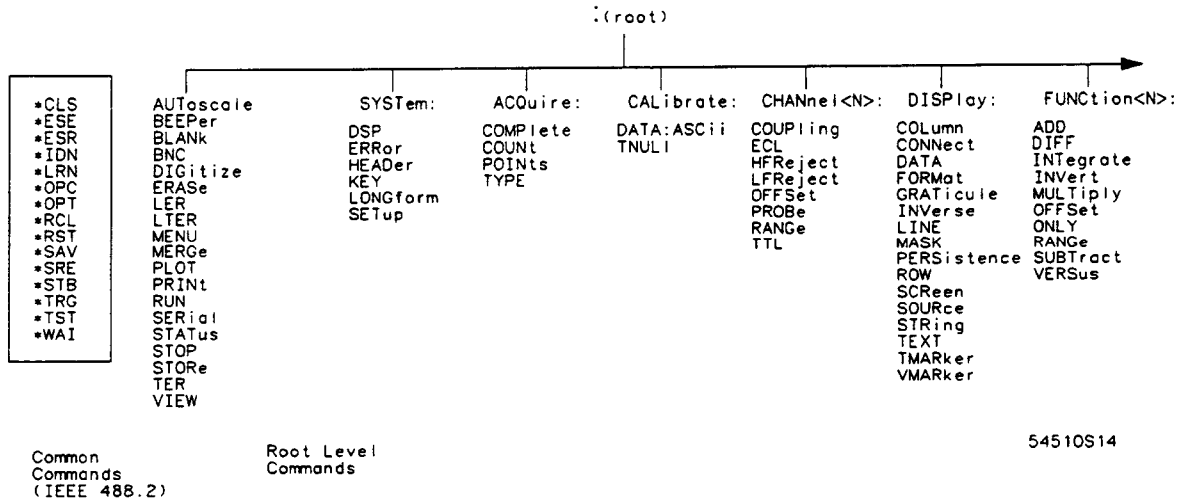 :(root)
*CLS
*ESE
*ESR
*IDN
*LRN
*OPC
*OPT
*RCL
*RST
*SAV
*SRE
*STB
*TRG
*TST
*WAI
AUToscale
BEEPer
BLANk
BNC
DIGitize
ERASe
LER
LTER
MENU
MERGe
PLOT
PRINt
RUN
SERial
STATus
STOP
STORe
TER
VIEW
SYSTem:
DSP
ERRor
HEADer
KEY
LONGform
SETup
ACQuire:
COMPlete
COUNt
POINts
TYPE
CALibrate:
DATA:ASCii
TNULl
CHANnel<N>:
COUPling
ECL
HFReject
LFReject
OFFSet
PROBe
RANGe
TTL
DISPlay:
COLumn
CONNect
DATA
FORMat
GRATicule
INVerse
LINE
MASK
PERSistence
ROW
SCReen
SOURce
STRing
TEXT
TMARker
VMARker
FUNCtion<N>:
ADD
DIFF
INTegrate
INVert
MULTiply
OFFSet
ONLY
RANGe
SUBTract
VERSus
Common
Commands
(IEEE 488.2)
Root Level
Commands
54510S14